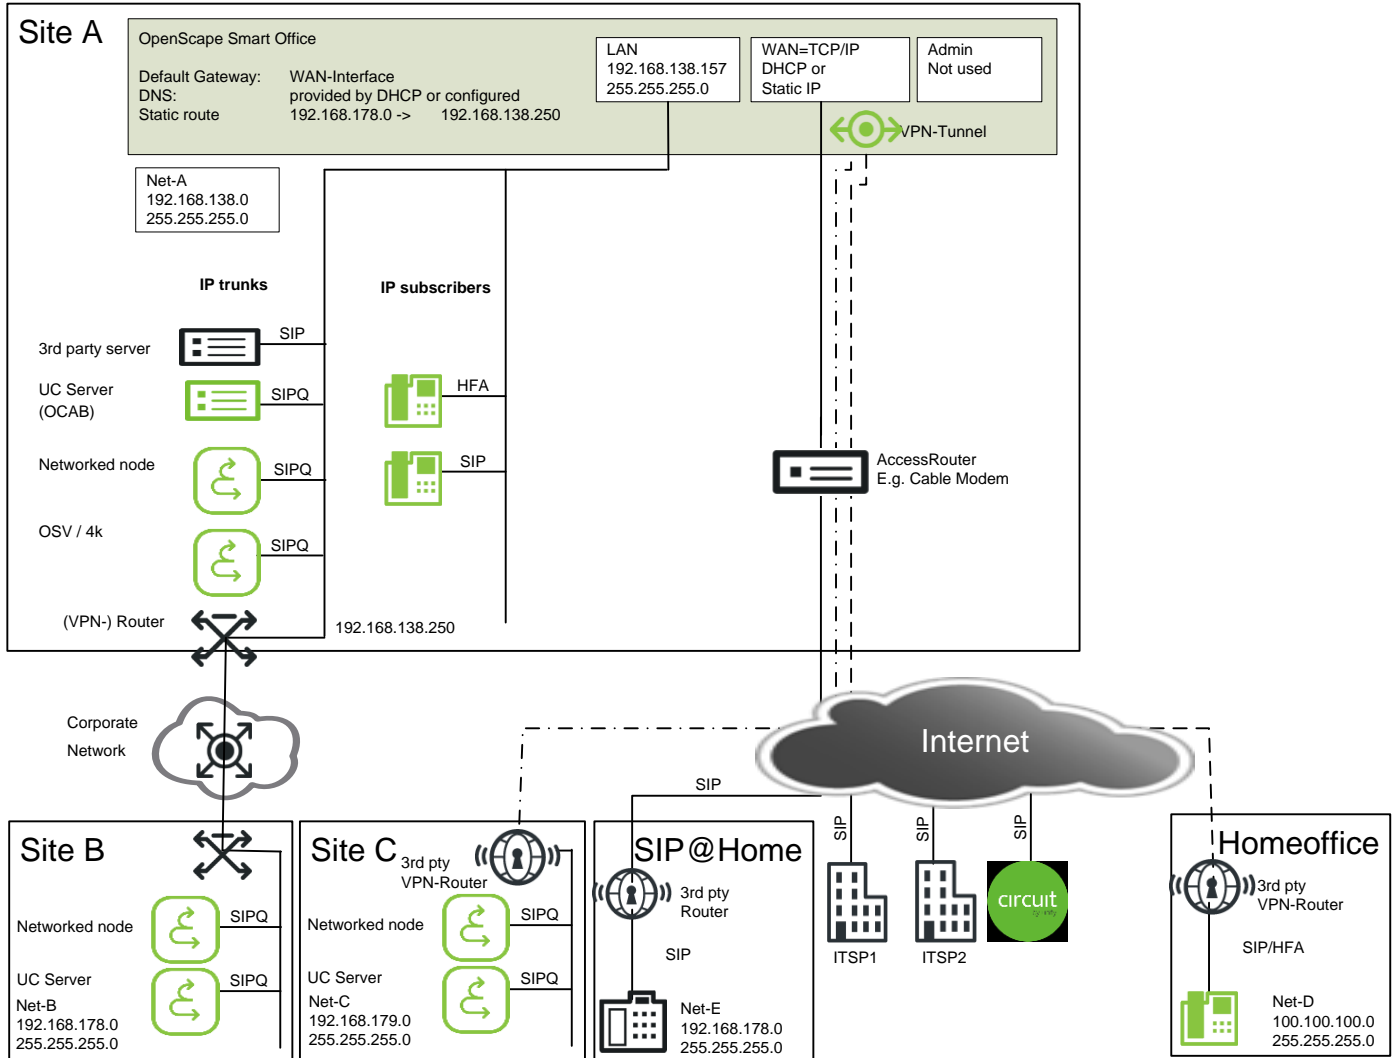 Site A
OpenScape Smart Office
Default Gateway: WAN-Interface
DNS: provided by DHCP or configured
Static route 192.168.178.0 -> 192.168.138.250
LAN
192.168.138.157
255.255.255.0
WAN=TCP/IP
DHCP or
Static IP
Admin
Not used
VPN-Tunnel
Net-A
192.168.138.0
255.255.255.0
IP trunks
IP subscribers
3rd party server
SIP
UC Server
(OCAB)
SIPQ
HFA
Networked node
SIPQ
SIP
OSV / 4k
SIPQ
AccessRouter
E.g. Cable Modem
(VPN-) Router
192.168.138.250
Corporate
Network
Internet
SIP
SIP
SIP
SIP
Site B
Networked node
SIPQ
UC Server
SIPQ
Net-B
192.168.178.0
255.255.255.0
Site C
3rd pty
VPN-Router
Networked node
SIPQ
UC Server
SIPQ
Net-C
192.168.179.0
255.255.255.0
SIP@Home
3rd pty
Router
SIP
Net-E
192.168.178.0
255.255.255.0
ITSP1
ITSP2
circuit
by unify
Homeoffice
3rd pty
VPN-Router
SIP/HFA
Net-D
100.100.100.0
255.255.255.0